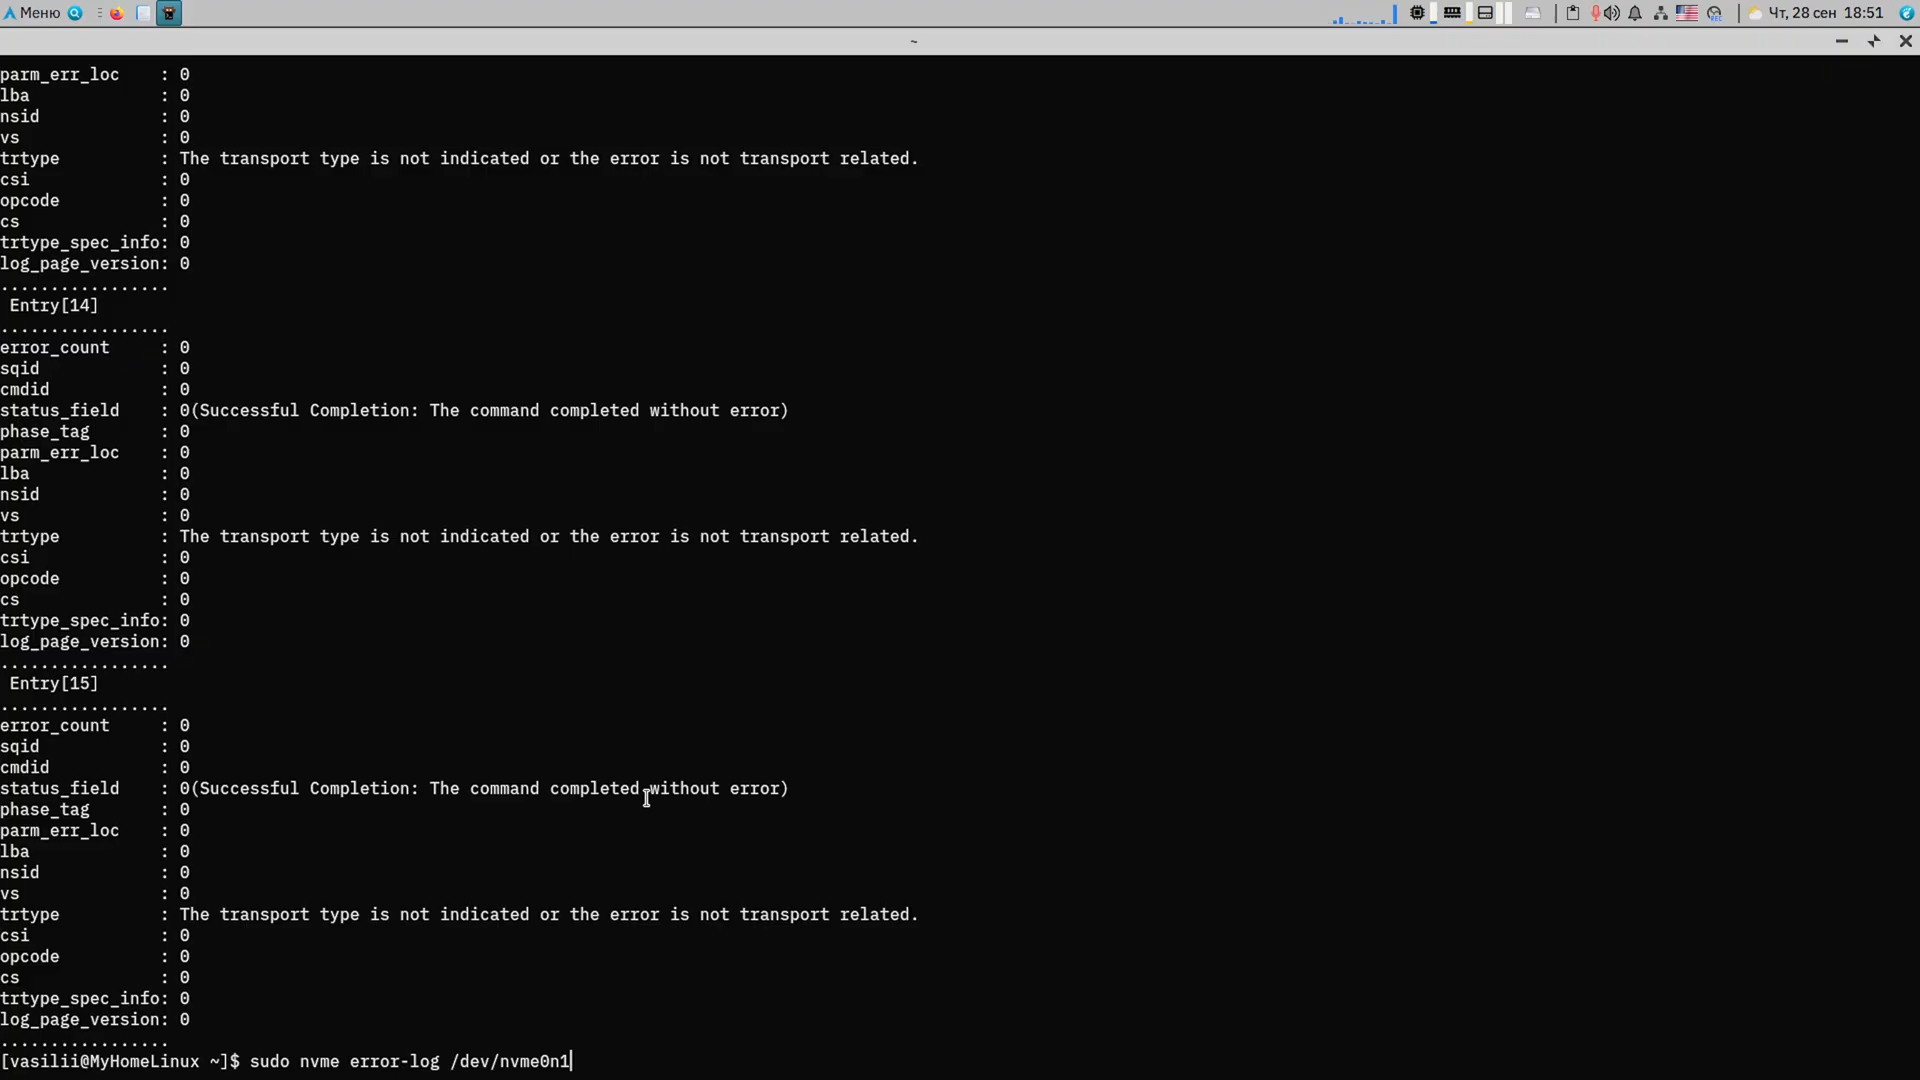 Меню
REC
Чт, 28 сен 18:51
~
parm_err_loc    : 0
lba             : 0
nsid            : 0
vs              : 0
trtype          : The transport type is not indicated or the error is not transport related.
csi             : 0
opcode          : 0
cs              : 0
trtype_spec_info: 0
log_page_version: 0
.................
 Entry[14]
.................
error_count     : 0
sqid            : 0
cmdid           : 0
status_field    : 0(Successful Completion: The command completed without error)
phase_tag       : 0
parm_err_loc    : 0
lba             : 0
nsid            : 0
vs              : 0
trtype          : The transport type is not indicated or the error is not transport related.
csi             : 0
opcode          : 0
cs              : 0
trtype_spec_info: 0
log_page_version: 0
.................
 Entry[15]
.................
error_count     : 0
sqid            : 0
cmdid           : 0
status_field    : 0(Successful Completion: The command completed without error)
phase_tag       : 0
parm_err_loc    : 0
lba             : 0
nsid            : 0
vs              : 0
trtype          : The transport type is not indicated or the error is not transport related.
csi             : 0
opcode          : 0
cs              : 0
trtype_spec_info: 0
log_page_version: 0
.................
[vasilii@MyHomeLinux ~]$ sudo nvme error-log /dev/nvme0n1